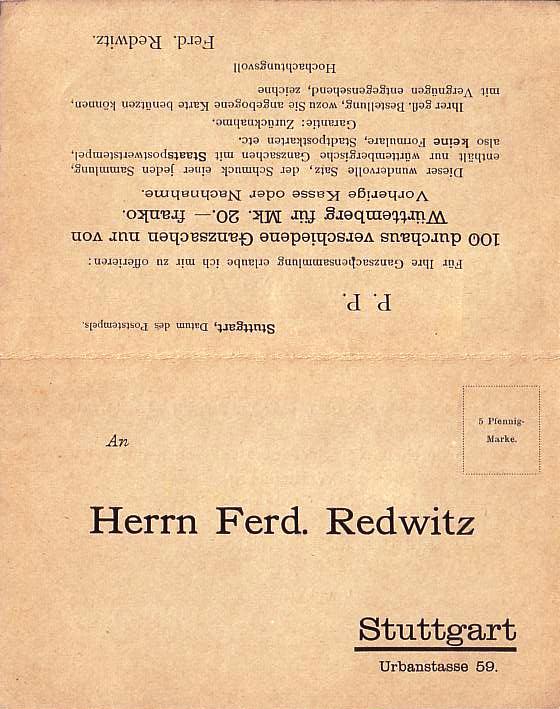 Stuttgart, Datum des Poststempels.
P. P.
Für Ihre Ganzsachensammlung erlaube ich mir zu offerieren:
100 durchaus verschiedene Ganzsachen nur von
Württemberg für Mk. 20.— franko.
Vorherige Kasse oder Nachnahme.
Dieser wundervolle Satz, der Schmuck einer jeden Sammlung,
enthält nur württembergische Ganzsachen mit Staatspostwertstempel,
also keine Formulare, Stadtpostkarten etc.
Garantie: Zurücknahme.
Ihrer gefl. Bestellung, wozu Sie angebogene Karte benützen können,
mit Vergnügen entgegensehend, zeichne
Hochachtungsvoll
Ferd. Redwitz.
5 Pfennig-
Marke.
An
Herrn Ferd. Redwitz
Stuttgart
Urbanstasse 59.